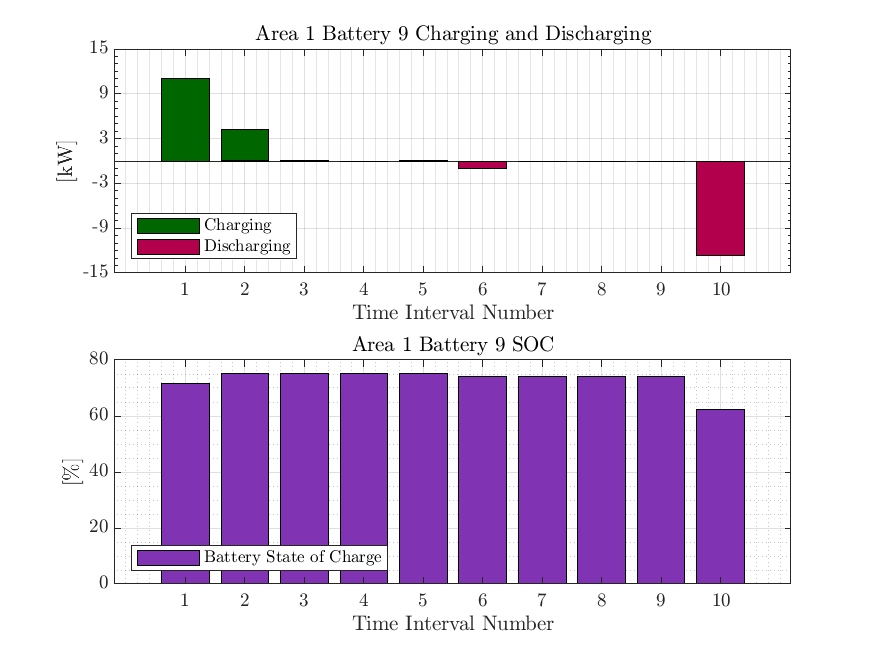 Area 1 Battery 9 Charging and Discharging
15
9
3
-3
-9
-15
[kW]
Charging
Discharging
1 2 3 4 5 6 7 8 9 10
Time Interval Number
Area 1 Battery 9 SOC
80
60
40
20
0
[%]
Battery State of Charge
1 2 3 4 5 6 7 8 9 10
Time Interval Number